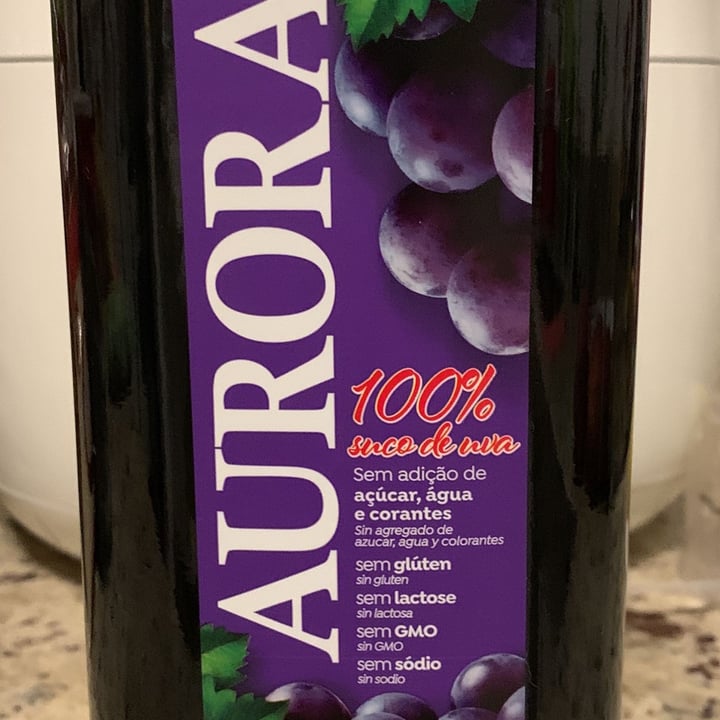 AURORA
100%
suco de uva
Sem adição de
açúcar, água
e corantes
Sin agregado de
azucar, agua y colorantes
sem glúten
sin gluten
sem lactose
sin lactosa
sem GMO
sin GMO
sem sódio
sin sodio